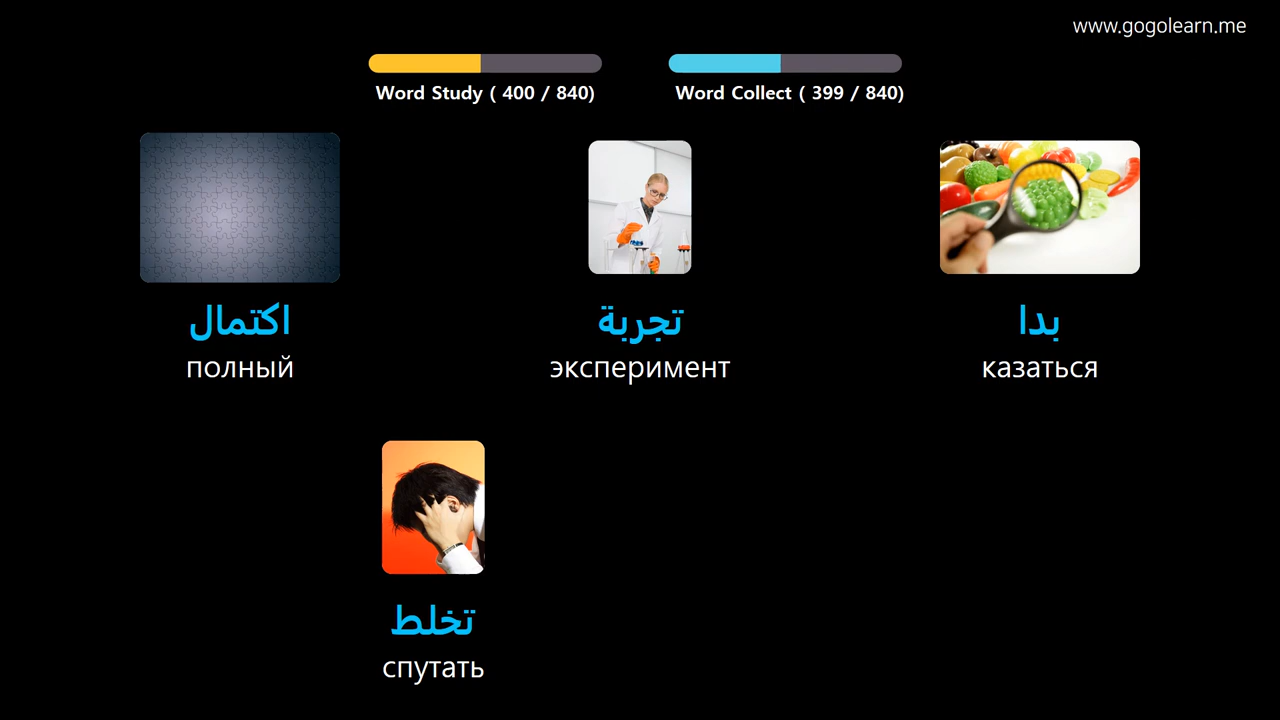 www.gogolearn.me
Word Study ( 400 / 840)
Word Collect ( 399 / 840)
اكتمال
полный
تجربة
эксперимент
بدا
казаться
تخلط
спутать